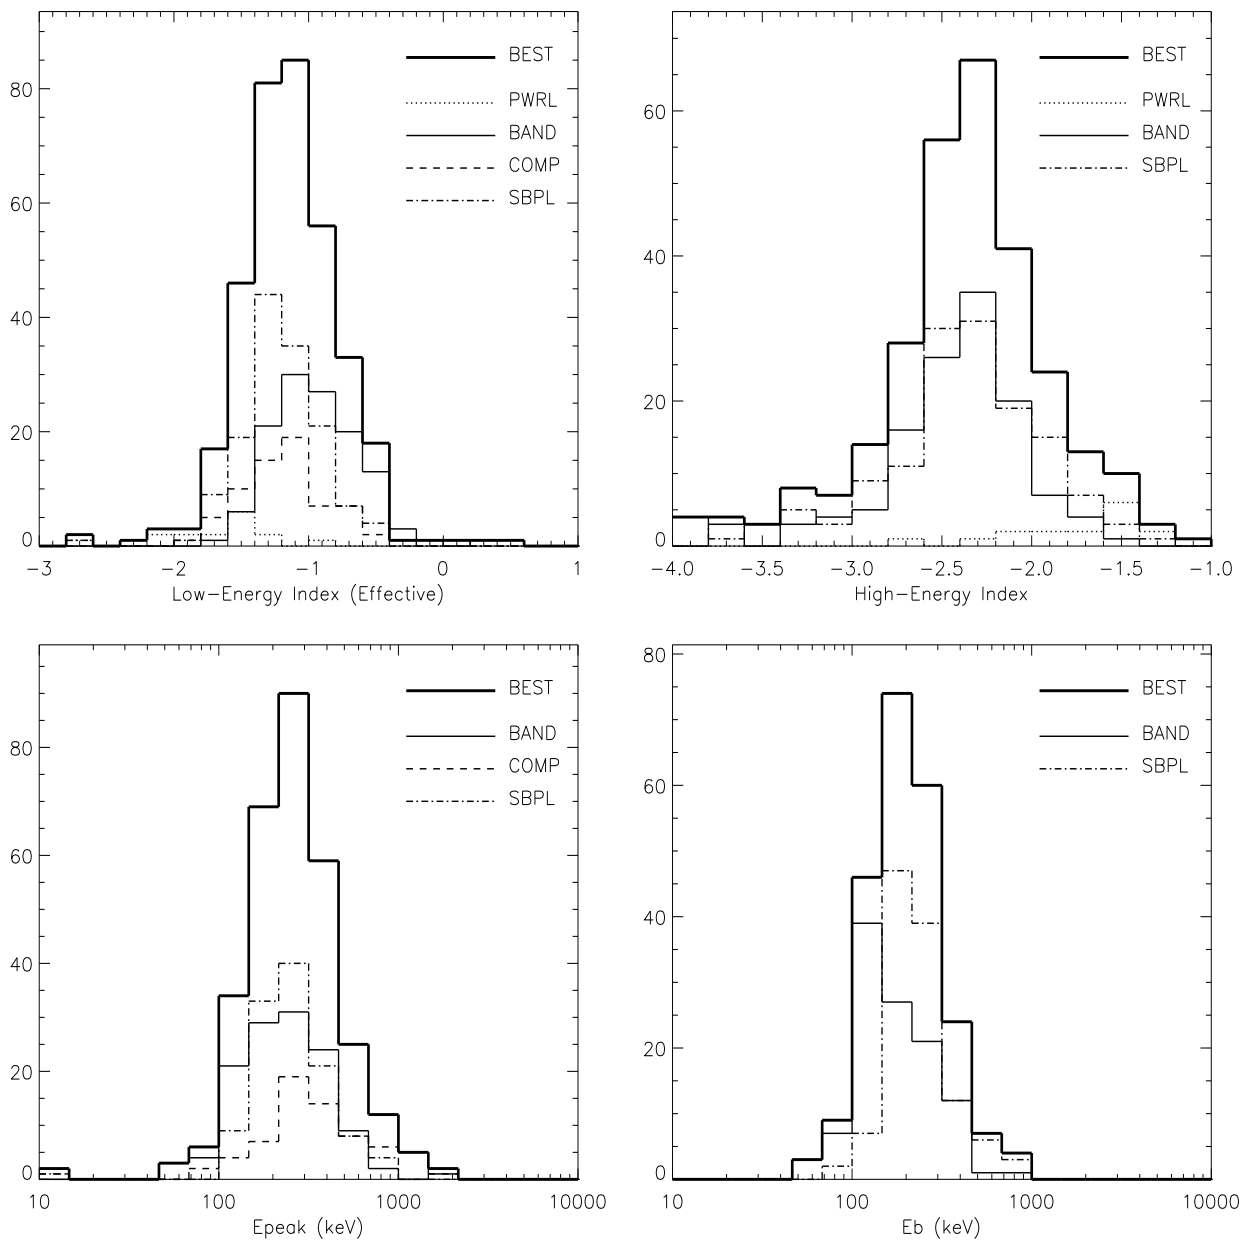 BEST
PWRL
BAND
COMP
SBPL
80
60
40
20
0
-3 -2 -1 0 1
Low-Energy Index (Effective)
BEST
PWRL
BAND
SBPL
60
40
20
0
-4.0 -3.5 -3.0 -2.5 -2.0 -1.5 -1.0
High-Energy Index
BEST
BAND
COMP
SBPL
80
60
40
20
0
10 100 1000 10000
Epeak (keV)
BEST
BAND
SBPL
80
60
40
20
0
10 100 1000 10000
Eb (keV)